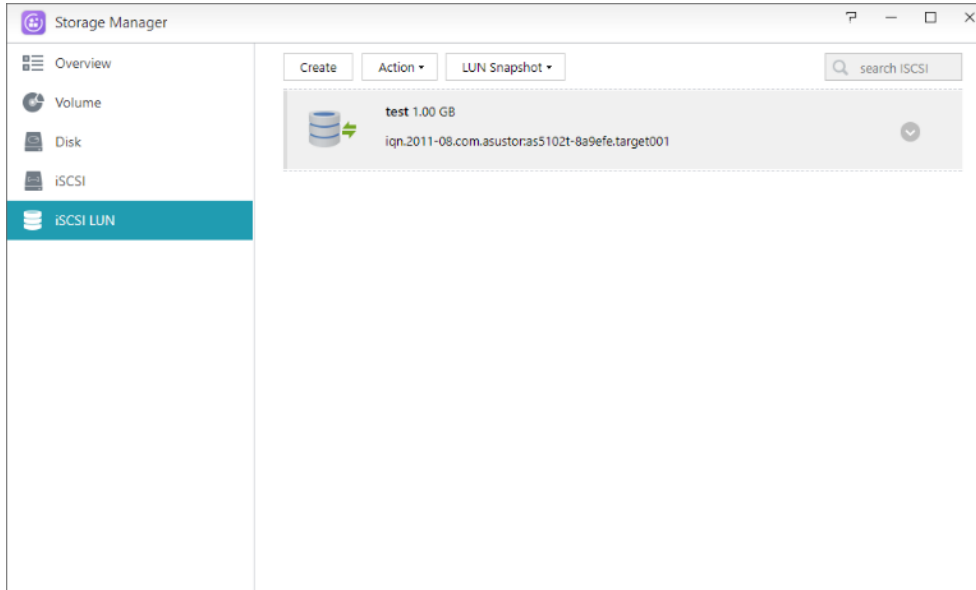 Storage Manager
Overview
Volume
Disk
iSCSI
iSCSI LUN
Create Action LUN Snapshot search iSCSI
test 1.00 GB
iqn.2011-08.com.asustor:as5102t-8a9efe.target001